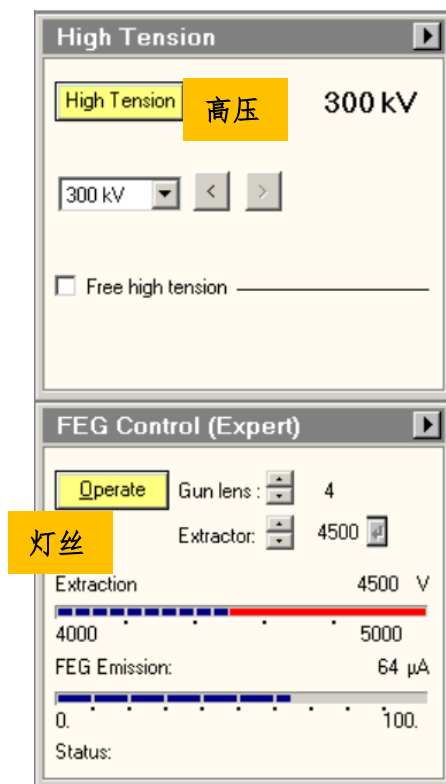 High Tension
High Tension 高压 300 kV
300 kV < >
Free high tension
FEG Control (Expert)
Operate Gun lens : 4
灯丝 Extractor: 4500
Extraction 4500 V
4000 5000
FEG Emission: 64 µA
0. 100.
Status: